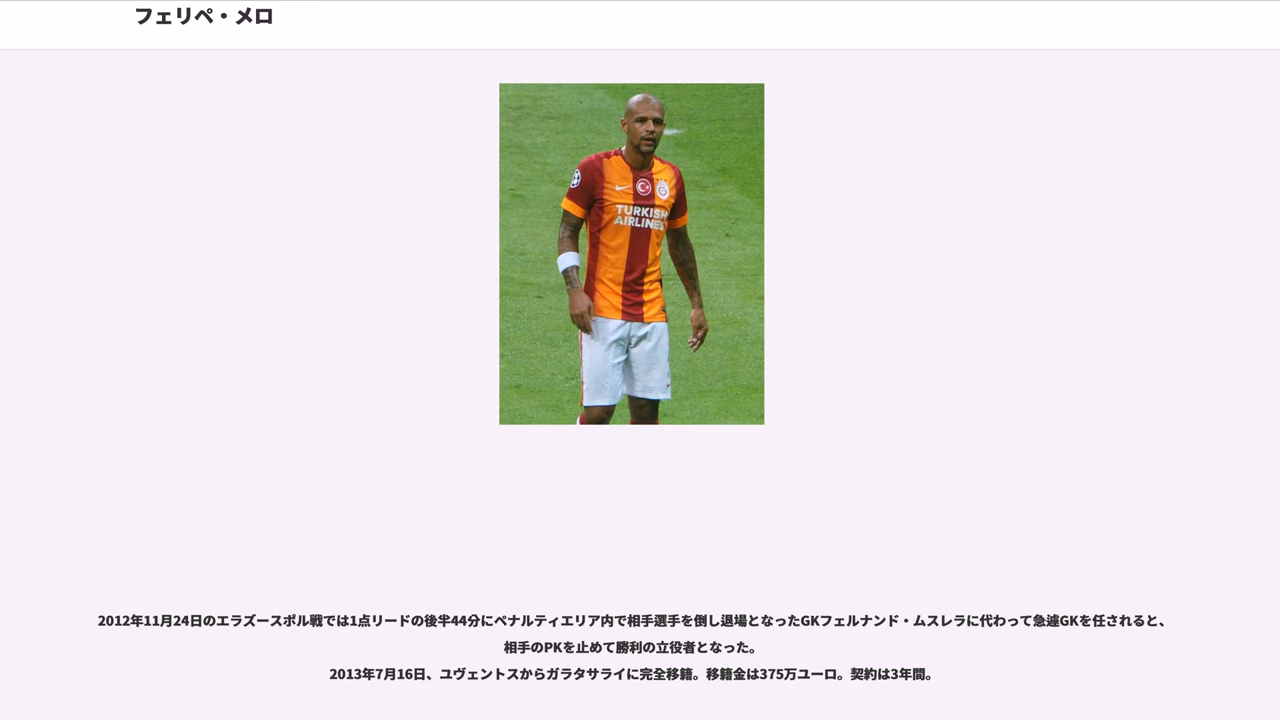 フェリペ・メロ
TURKISH
AIRLINES
2012年11月24日のエラズースポル戦では1点リードの後半44分にペナルティエリア内で相手選手を倒し退場となったGKフェルナンド・ムスレラに代わって急遽GKを任されると、
相手のPKを止めて勝利の立役者となった。
2013年7月16日、ユヴェントスからガラタサライに完全移籍。移籍金は375万ユーロ。契約は3年間。